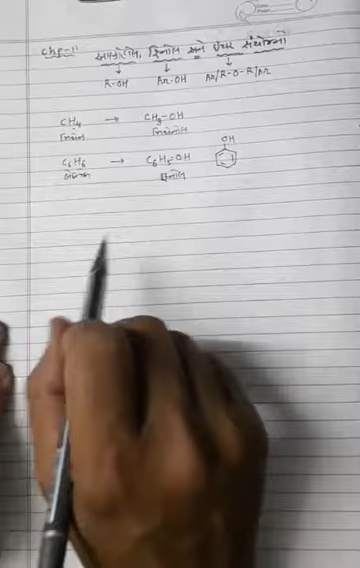 ch:-11 આલ્કોહોલ, ફિનોલ અને ઈથર સંયોજનો
R-OH Ar-OH Ar/R-O-R/Ar
CH4 → CH3-OH
મિથેન મિથેનોલ
OH
C6H6 → C6H5-OH
બેન્ઝિન ફિનોલ